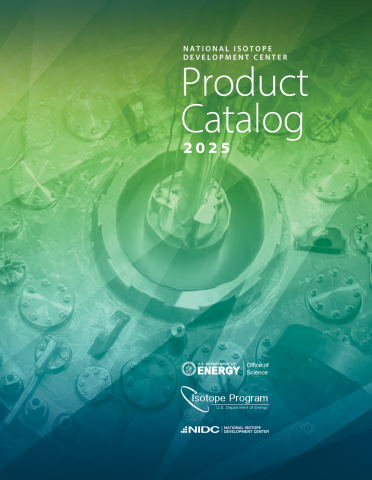 NATIONAL ISOTOPE
DEVELOPMENT CENTER
Product
Catalog
2025
U.S. DEPARTMENT OF
ENERGY
Office of
Science
Isotope Program
U.S. Department of Energy
NIDC
NATIONAL ISOTOPE
DEVELOPMENT CENTER